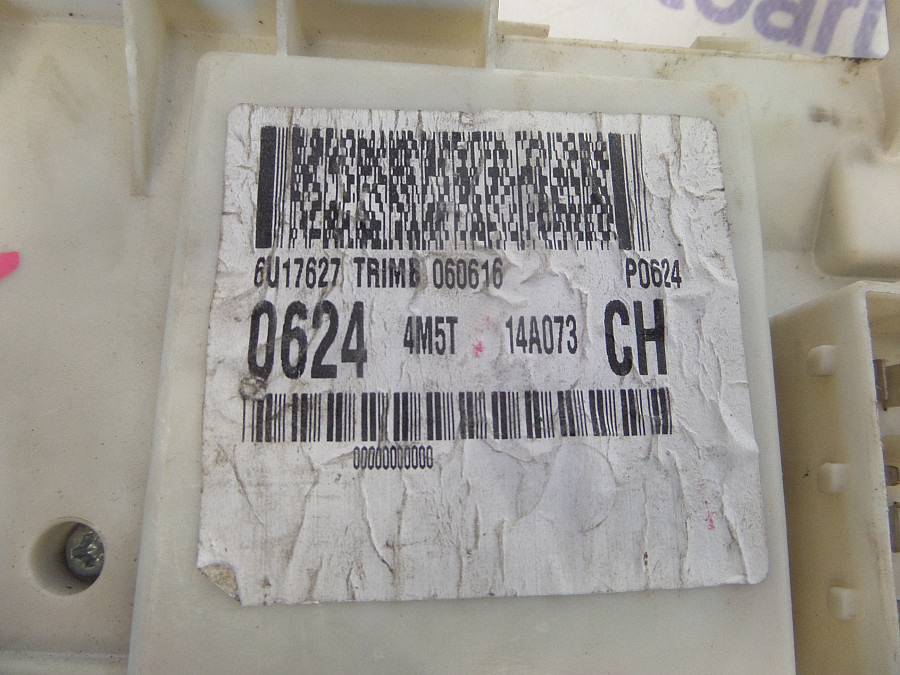 6U17627 TRIMB 060616 P0624
0624 4M5T 14A073 CH
00000000000